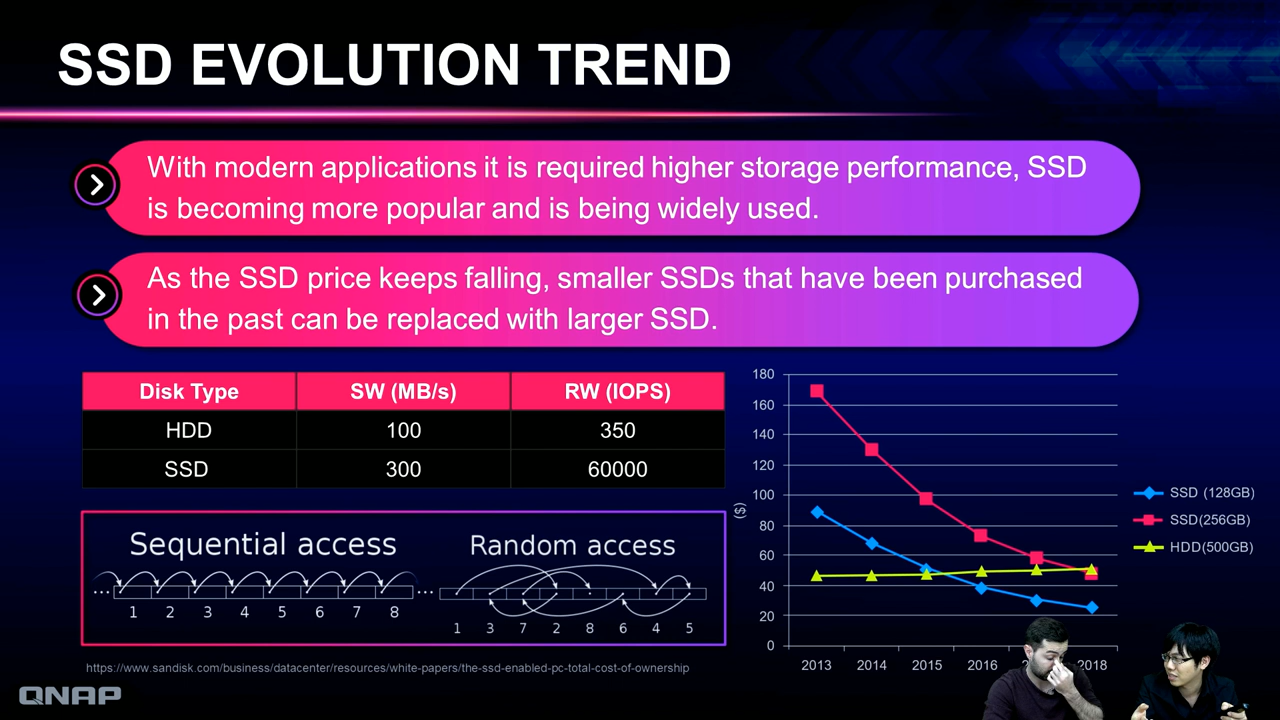 SSD EVOLUTION TREND
With modern applications it is required higher storage performance, SSD
is becoming more popular and is being widely used.
As the SSD price keeps falling, smaller SSDs that have been purchased
in the past can be replaced with larger SSD.
Disk Type SW (MB/s) RW (IOPS)
HDD 100 350
SSD 300 60000
Sequential access
... 1 2 3 4 5 6 7 8 ...
Random access
1 3 7 2 8 6 4 5
https://www.sandisk.com/business/datacenter/resources/white-papers/the-ssd-enabled-pc-total-cost-of-ownership
QNAP
180
160
140
120
100
80
60
40
20
0
($)
2013 2014 2015 2016 2018
SSD (128GB)
SSD(256GB)
HDD(500GB)